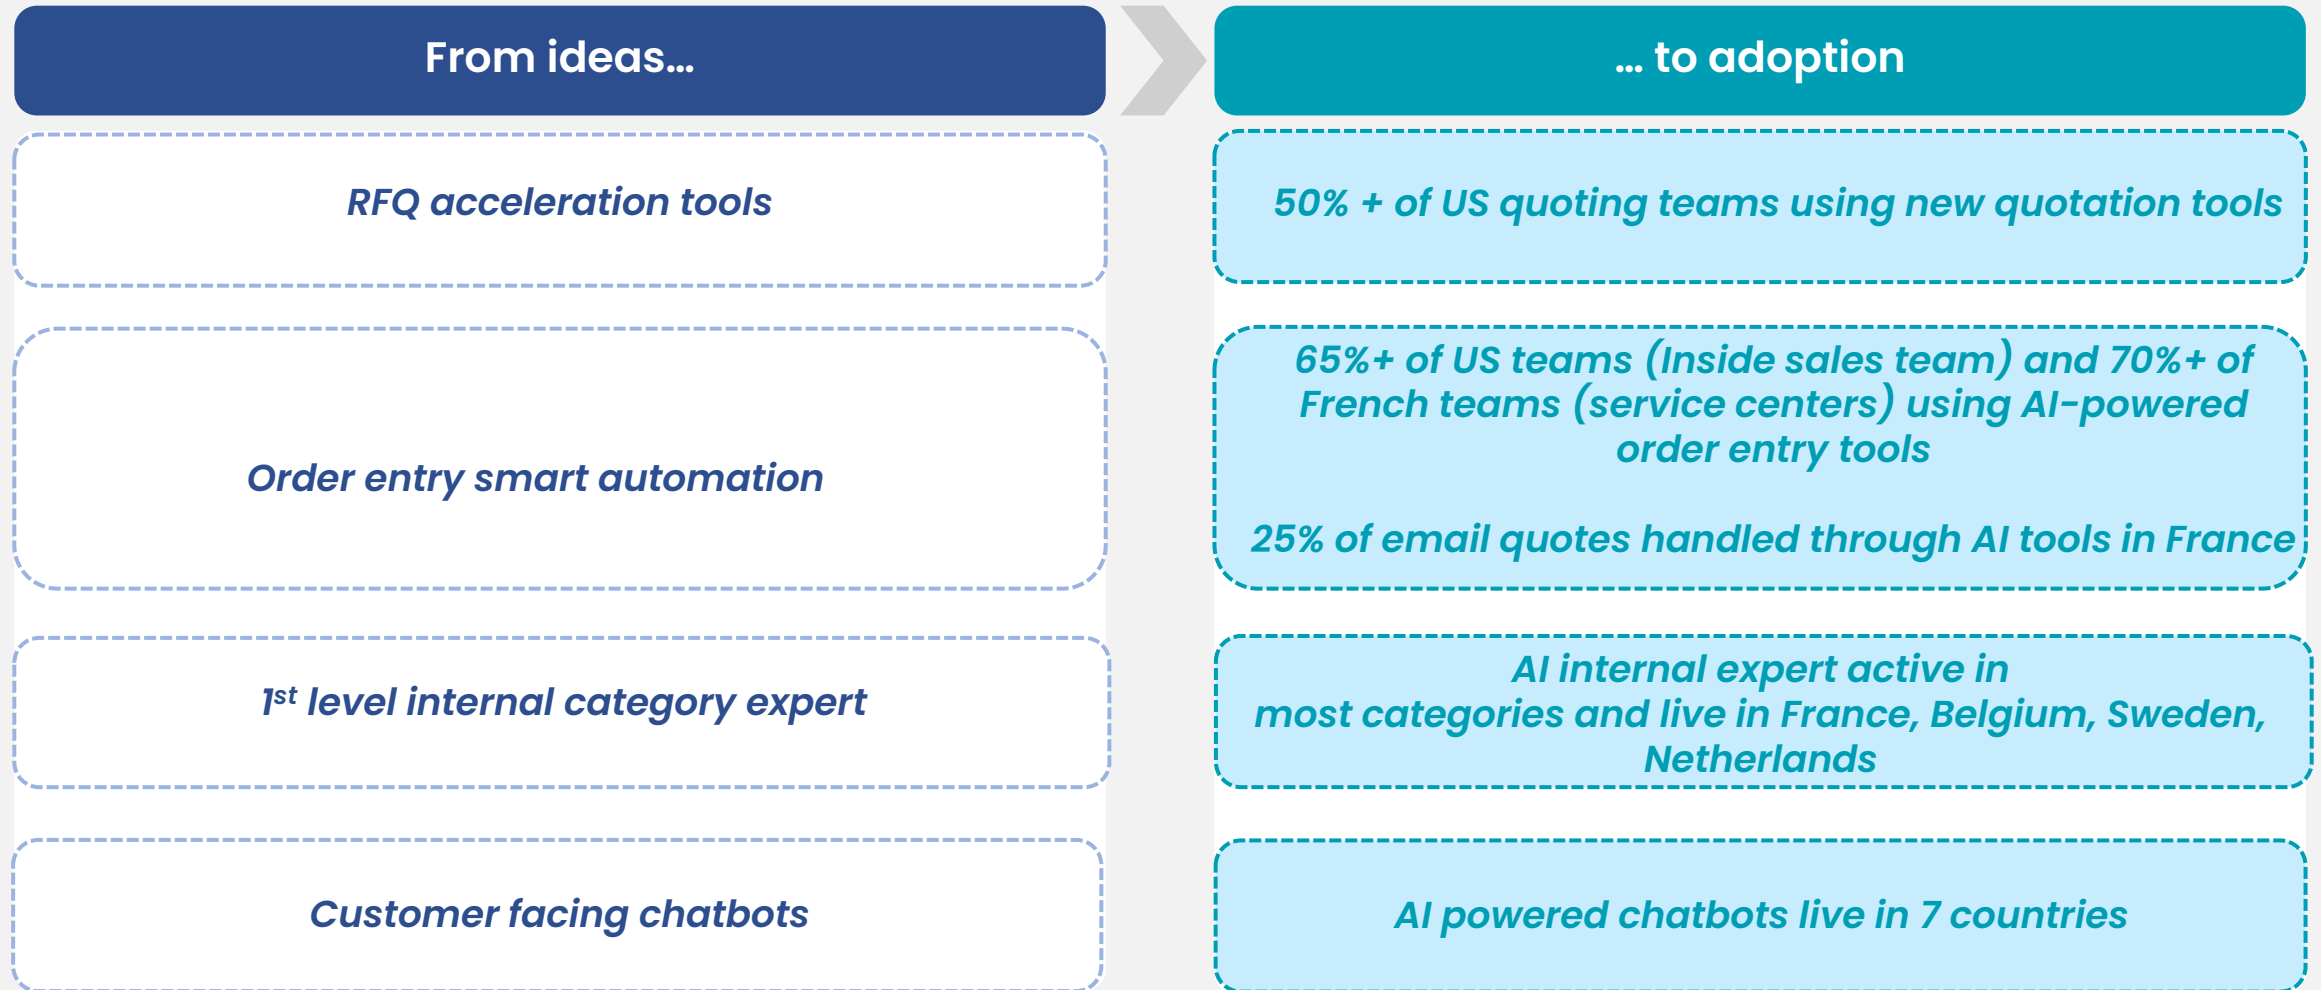 From ideas…
… to adoption
RFQ acceleration tools
50% + of US quoting teams using new quotation tools
Order entry smart automation
65%+ of US teams (Inside sales team) and 70%+ of
French teams (service centers) using AI-powered
order entry tools
25% of email quotes handled through AI tools in France
1st level internal category expert
AI internal expert active in
most categories and live in France, Belgium, Sweden,
Netherlands
Customer facing chatbots
AI powered chatbots live in 7 countries